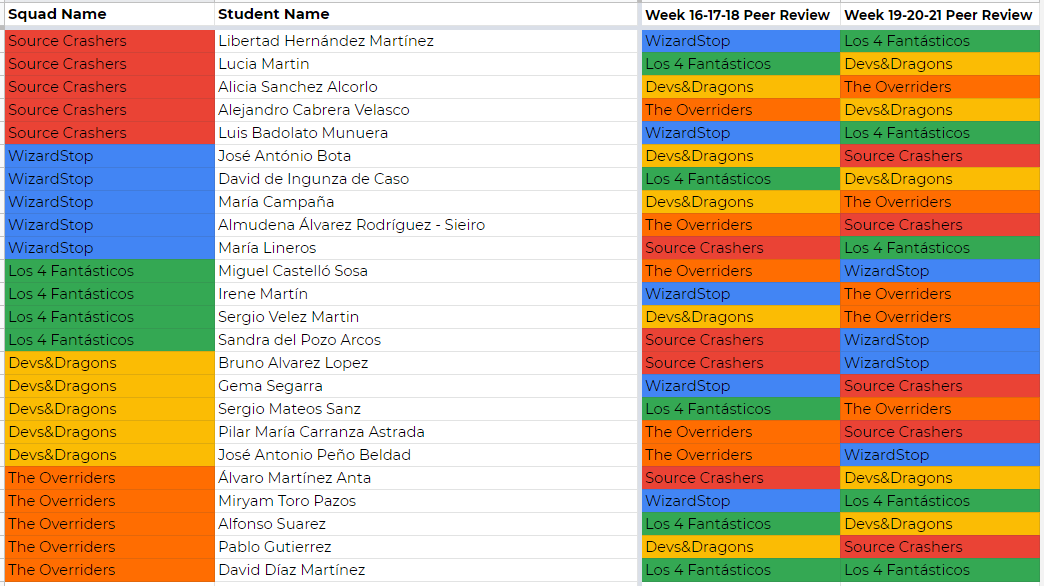 Squad Name Student Name Week 16-17-18 Peer Review Week 19-20-21 Peer Review
Source Crashers Libertad Hernández Martínez WizardStop Los 4 Fantásticos
Source Crashers Lucia Martin Los 4 Fantásticos Devs&Dragons
Source Crashers Alicia Sanchez Alcorlo Devs&Dragons The Overriders
Source Crashers Alejandro Cabrera Velasco The Overriders Devs&Dragons
Source Crashers Luis Badolato Munuera WizardStop Los 4 Fantásticos
WizardStop José António Bota Devs&Dragons Source Crashers
WizardStop David de Ingunza de Caso Los 4 Fantásticos Devs&Dragons
WizardStop María Campaña Devs&Dragons The Overriders
WizardStop Almudena Álvarez Rodríguez - Sieiro The Overriders Source Crashers
WizardStop María Lineros Source Crashers Los 4 Fantásticos
Los 4 Fantásticos Miguel Castelló Sosa The Overriders WizardStop
Los 4 Fantásticos Irene Martín WizardStop The Overriders
Los 4 Fantásticos Sergio Velez Martin Devs&Dragons The Overriders
Los 4 Fantásticos Sandra del Pozo Arcos Source Crashers WizardStop
Devs&Dragons Bruno Alvarez Lopez Source Crashers WizardStop
Devs&Dragons Gema Segarra WizardStop Source Crashers
Devs&Dragons Sergio Mateos Sanz Los 4 Fantásticos The Overriders
Devs&Dragons Pilar María Carranza Astrada The Overriders Source Crashers
Devs&Dragons José Antonio Peño Beldad The Overriders WizardStop
The Overriders Álvaro Martínez Anta Source Crashers Devs&Dragons
The Overriders Miryam Toro Pazos WizardStop Los 4 Fantásticos
The Overriders Alfonso Suarez Los 4 Fantásticos Devs&Dragons
The Overriders Pablo Gutierrez Devs&Dragons Source Crashers
The Overriders David Díaz Martínez Los 4 Fantásticos Los 4 Fantásticos